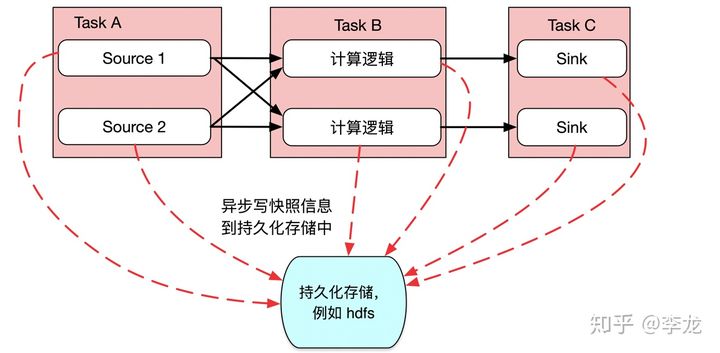 Task A
Task B
Task C
Source 1
计算逻辑
Sink
Source 2
计算逻辑
Sink
异步写快照信息
到持久化存储中
持久化存储，
例如 hdfs
知乎 @李龙